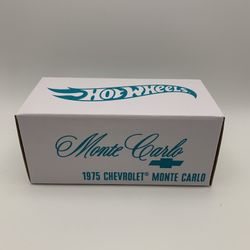 Hot Wheels
Monte Carlo
1975 CHEVROLET® MONTE CARLO